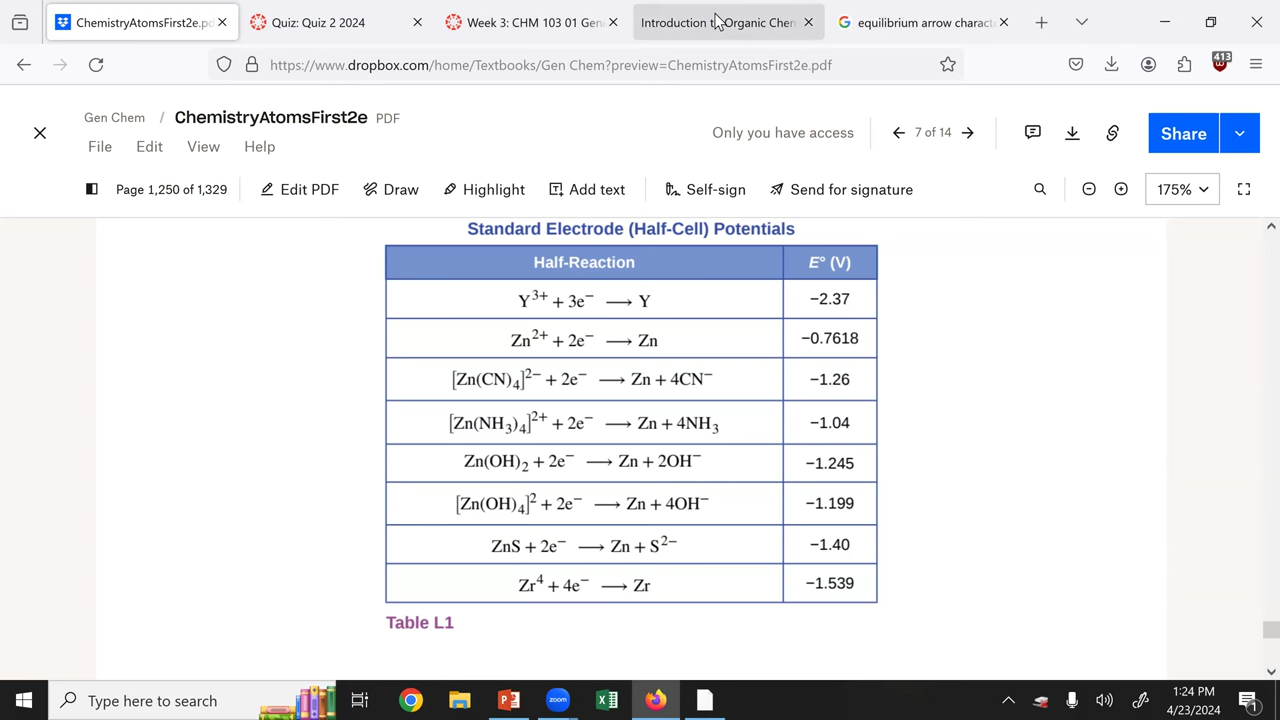 ChemistryAtomsFirst2e.pd
Quiz: Quiz 2 2024
Week 3: CHM 103 01 Gen
Introduction t Organic Chen
equilibrium arrow charact
https://www.dropbox.com/home/Textbooks/Gen Chem?preview=ChemistryAtomsFirst2e.pdf
413
Gen Chem / ChemistryAtomsFirst2e PDF
File Edit View Help
Only you have access
7 of 14
Share
Page 1,250 of 1,329
Edit PDF
Draw
Highlight
Add text
Self-sign
Send for signature
175%
Standard Electrode (Half-Cell) Potentials
Half-Reaction E° (V)
Y³⁺ + 3e⁻ ⟶ Y −2.37
Zn²⁺ + 2e⁻ ⟶ Zn −0.7618
[Zn(CN)₄]²⁻ + 2e⁻ ⟶ Zn + 4CN⁻ −1.26
[Zn(NH₃)₄]²⁺ + 2e⁻ ⟶ Zn + 4NH₃ −1.04
Zn(OH)₂ + 2e⁻ ⟶ Zn + 2OH⁻ −1.245
[Zn(OH)₄]² + 2e⁻ ⟶ Zn + 4OH⁻ −1.199
ZnS + 2e⁻ ⟶ Zn + S²⁻ −1.40
Zr⁴ + 4e⁻ ⟶ Zr −1.539
Table L1
Type here to search
zoom
1:24 PM
4/23/2024
1